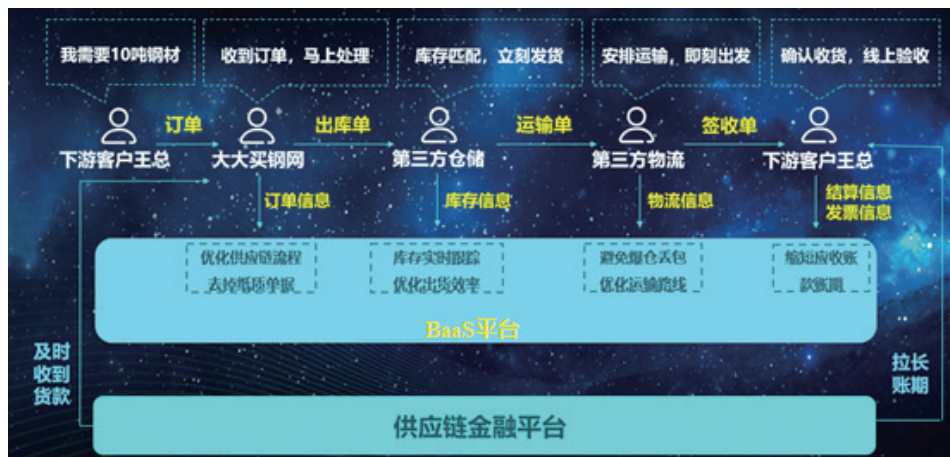 我需要10吨钢材
收到订单，马上处理
库存匹配，立刻发货
安排运输，即刻出发
确认收货，线上验收
订单
出库单
运输单
签收单
下游客户王总
大大买钢网
第三方仓储
第三方物流
下游客户王总
订单信息
库存信息
物流信息
结算信息
发票信息
优化供应链流程
去掉纸质单据
库存实时跟踪
优化出货效率
避免爆仓丢包
优化运输路线
缩短应收账
款账期
BaaS平台
及时
收到
货款
拉长
账期
供应链金融平台